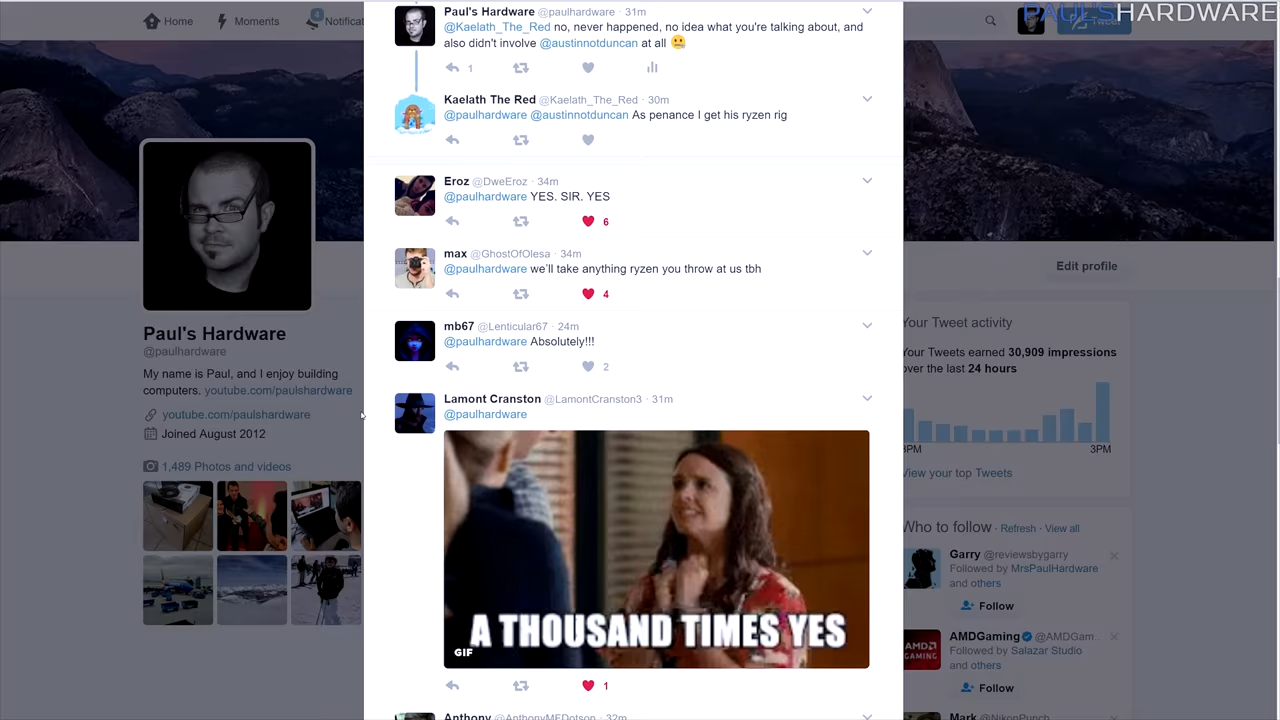 Home
Moments
4
Notificat
PAULSHARDWARE
Paul's Hardware @paulhardware · 31m
@Kaelath_The_Red no, never happened, no idea what you're talking about, and
also didn't involve @austinnotduncan at all
1
Kaelath The Red @Kaelath_The_Red · 30m
@paulhardware @austinnotduncan As penance I get his ryzen rig
Eroz @DweEroz · 34m
@paulhardware YES. SIR. YES
6
max @GhostOfOlesa · 34m
@paulhardware we'll take anything ryzen you throw at us tbh
4
mb67 @Lenticular67 · 24m
@paulhardware Absolutely!!!
2
Lamont Cranston @LamontCranston3 · 31m
@paulhardware
A THOUSAND TIMES YES
GIF
1
Anthony @AnthonyMFDotson · 32m
Paul's Hardware
@paulhardware
My name is Paul, and I enjoy building
computers. youtube.com/paulshardware
youtube.com/paulshardware
Joined August 2012
1,489 Photos and videos
Edit profile
Your Tweet activity
Your Tweets earned 30,909 impressions
over the last 24 hours
3PM 3PM
View your top Tweets
Who to follow · Refresh · View all
Garry @reviewsbygarry
Followed by MrsPaulHardware
and others
Follow
AMDGaming @AMDGam..
Followed by Salazar Studio
and others
Follow
Mark @NikonPunch